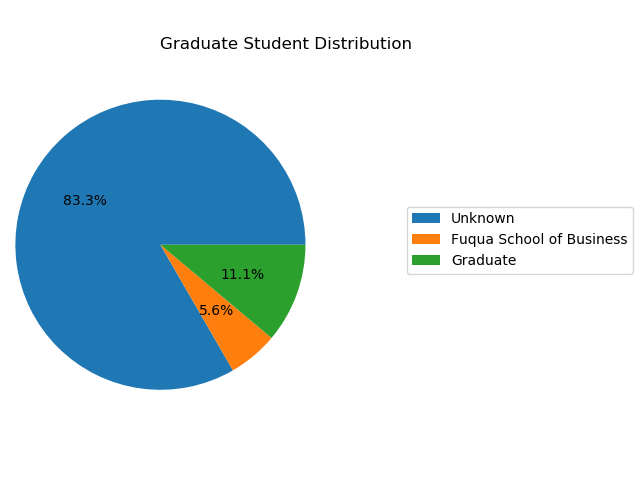 Graduate Student Distribution
83.3%
11.1%
5.6%
Unknown
Fuqua School of Business
Graduate